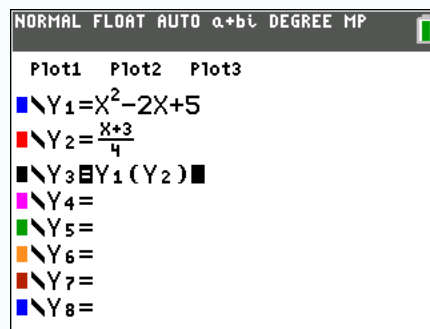 NORMAL FLOAT AUTO a+bi DEGREE MP
Plot1 Plot2 Plot3
\Y₁=X²-2X+5
\Y₂=(X+3)/4
\Y₃=Y₁(Y₂)
\Y₄=
\Y₅=
\Y₆=
\Y₇=
\Y₈=